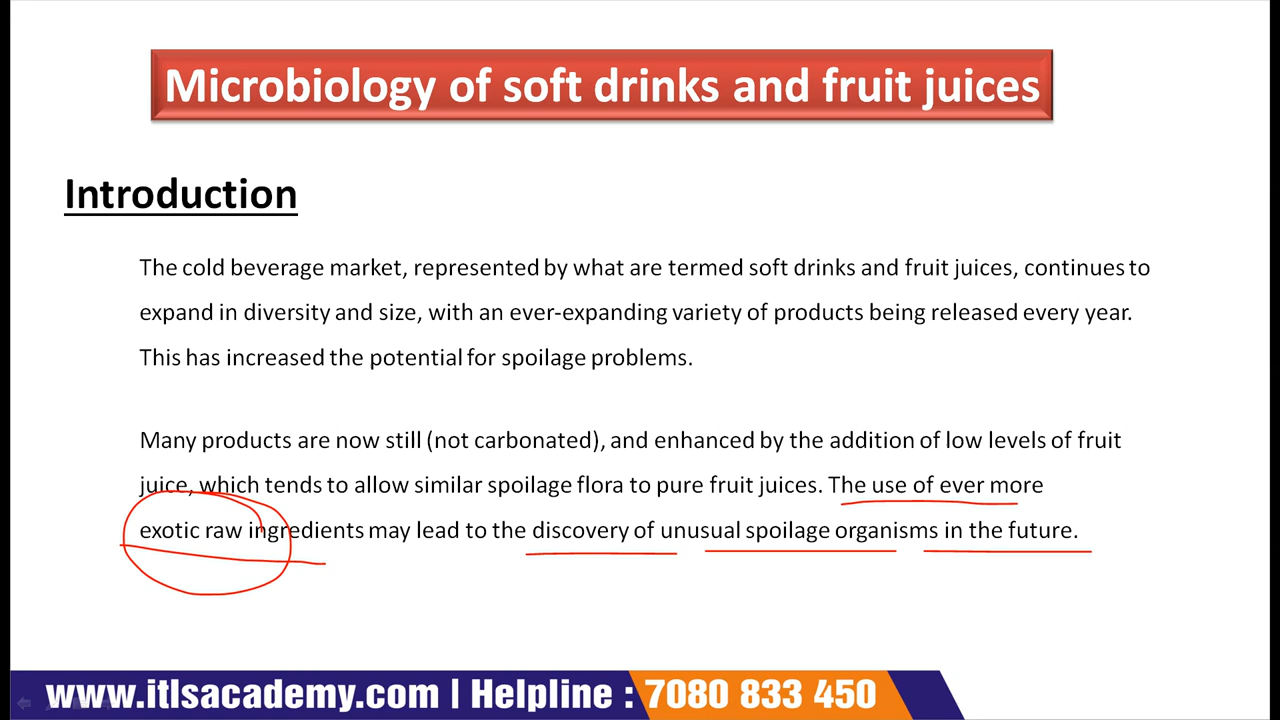 Microbiology of soft drinks and fruit juices
Introduction
The cold beverage market, represented by what are termed soft drinks and fruit juices, continues to
expand in diversity and size, with an ever-expanding variety of products being released every year.
This has increased the potential for spoilage problems.
Many products are now still (not carbonated), and enhanced by the addition of low levels of fruit
juice, which tends to allow similar spoilage flora to pure fruit juices. The use of ever more
exotic raw ingredients may lead to the discovery of unusual spoilage organisms in the future.
www.itlsacademy.com | Helpline : 7080 833 450